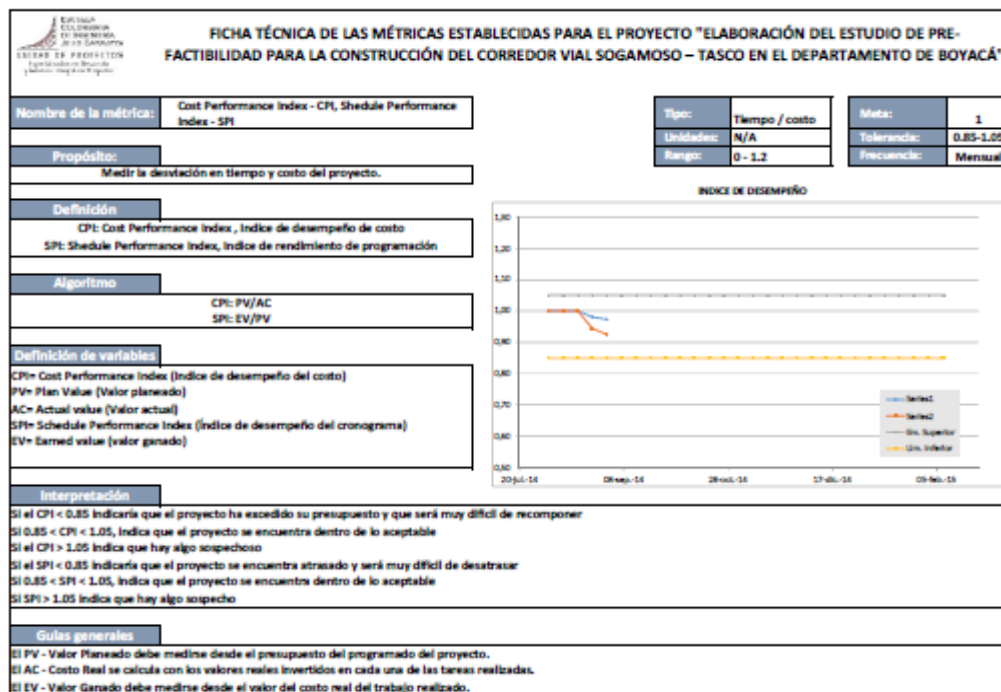 ESCUELA
COLOMBIANA
DE INGENIERÍA
JULIO GARAVITO
UNIDAD DE PROYECTOS
FICHA TÉCNICA DE LAS MÉTRICAS ESTABLECIDAS PARA EL PROYECTO "ELABORACIÓN DEL ESTUDIO DE PRE-
FACTIBILIDAD PARA LA CONSTRUCCIÓN DEL CORREDOR VIAL SOGAMOSO – TASCO EN EL DEPARTAMENTO DE BOYACÁ"
Nombre de la métrica:
Cost Performance Index - CPI, Shedule Performance
Index - SPI
Tipo: Tiempo / costo
Unidades: N/A
Rango: 0 - 1.2
Meta: 1
Tolerancia: 0.85-1.05
Frecuencia: Mensual
Propósito:
Medir la desviación en tiempo y costo del proyecto.
Definición
CPI: Cost Performance Index , Indice de desempeño de costo
SPI: Shedule Performance Index, Indice de rendimiento de programación
Algoritmo
CPI: PV/AC
SPI: EV/PV
Definición de variables
CPI= Cost Performance Index (Indice de desempeño del costo)
PV= Plan Value (Valor planeado)
AC= Actual value (Valor actual)
SPI= Schedule Performance Index (Índice de desempeño del cronograma)
EV= Earned value (valor ganado)
INDICE DE DESEMPEÑO
1,30
1,20
1,10
1,00
0,90
0,80
0,70
0,60
0,50
20-jul.-14
08-sep.-14
28-oct.-14
17-dic.-14
05-feb.-15
Series1
Series2
Lim. Superior
Lim. Inferior
Interpretación
Si el CPI < 0.85 indicaría que el proyecto ha excedido su presupuesto y que será muy difícil de recomponer
Si 0.85 < CPI < 1.05, indica que el proyecto se encuentra dentro de lo aceptable
Si el CPI > 1.05 indica que hay algo sospechoso
Si el SPI < 0.85 indicaría que el proyecto se encuentra atrasado y será muy difícil de desatrasar
Si 0.85 < SPI < 1.05, indica que el proyecto se encuentra dentro de lo aceptable
Si SPI > 1.05 indica que hay algo sospecho
Guías generales
El PV - Valor Planeado debe medirse desde el presupuesto del programado del proyecto.
El AC - Costo Real se calcula con los valores reales invertidos en cada una de las tareas realizadas.
El EV - Valor Ganado debe medirse desde el valor del costo real del trabajo realizado.